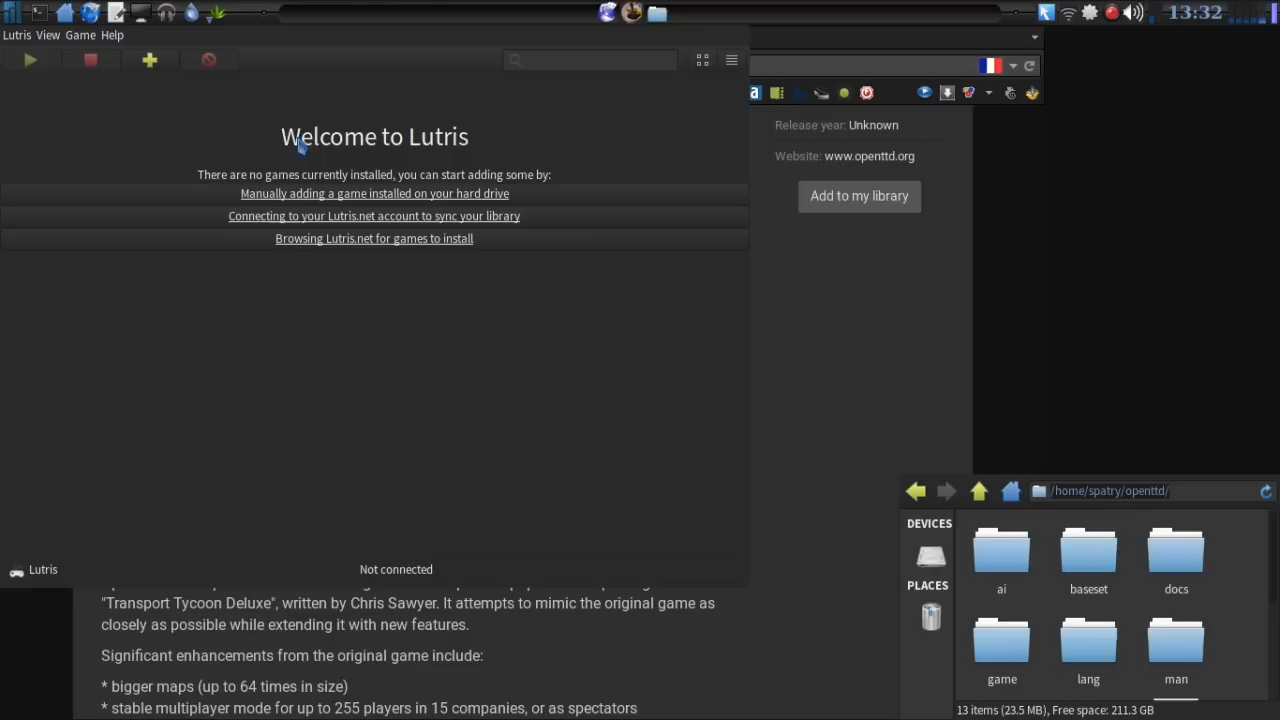 13:32
Lutris View Game Help
Welcome to Lutris
There are no games currently installed, you can start adding some by:
Manually adding a game installed on your hard drive
Connecting to your Lutris.net account to sync your library
Browsing Lutris.net for games to install
Lutris
Not connected
a
Release year: Unknown
Website: www.openttd.org
Add to my library
"Transport Tycoon Deluxe", written by Chris Sawyer. It attempts to mimic the original game as
closely as possible while extending it with new features.
Significant enhancements from the original game include:
* bigger maps (up to 64 times in size)
* stable multiplayer mode for up to 255 players in 15 companies, or as spectators
/home/spatry/openttd/
DEVICES
PLACES
ai
baseset
docs
game
lang
man
13 items (23.5 MB), Free space: 211.3 GB